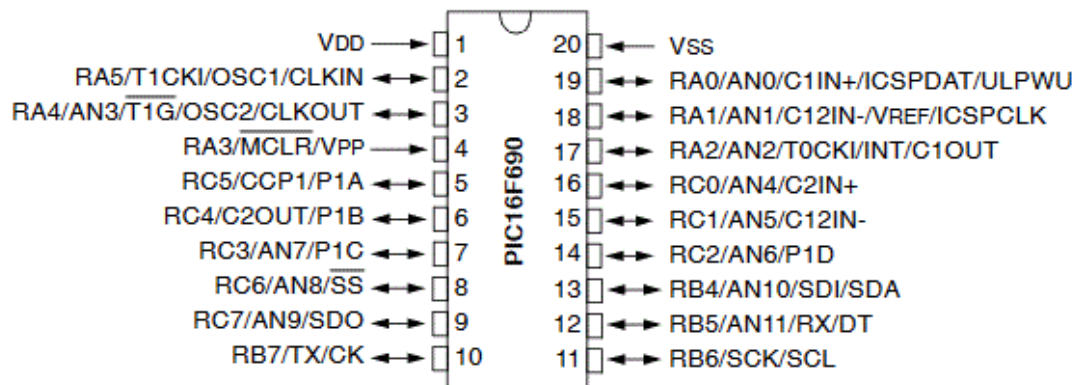 VDD 1 20 VSS
RA5/T1CKI/OSC1/CLKIN 2 19 RA0/AN0/C1IN+/ICSPDAT/ULPWU
RA4/AN3/T1G/OSC2/CLKOUT 3 18 RA1/AN1/C12IN-/VREF/ICSPCLK
RA3/MCLR/VPP 4 17 RA2/AN2/T0CKI/INT/C1OUT
RC5/CCP1/P1A 5 16 RC0/AN4/C2IN+
RC4/C2OUT/P1B 6 15 RC1/AN5/C12IN-
RC3/AN7/P1C 7 14 RC2/AN6/P1D
RC6/AN8/SS 8 13 RB4/AN10/SDI/SDA
RC7/AN9/SDO 9 12 RB5/AN11/RX/DT
RB7/TX/CK 10 11 RB6/SCK/SCL
PIC16F690